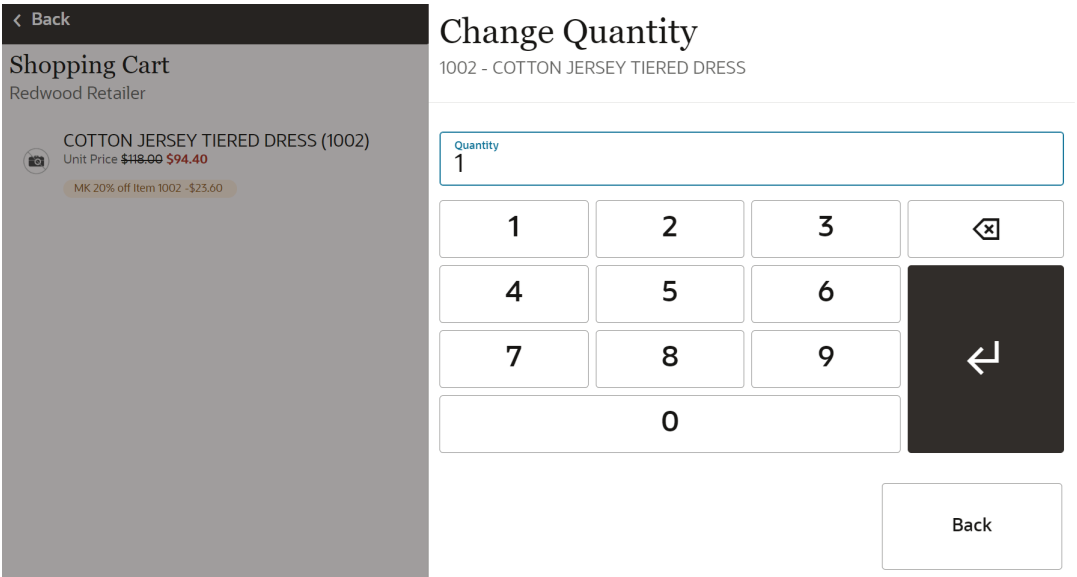 Back
Shopping Cart
Redwood Retailer
COTTON JERSEY TIERED DRESS (1002)
Unit Price $118.00 $94.40
MK 20% off Item 1002 -$23.60
Change Quantity
1002 - COTTON JERSEY TIERED DRESS
Quantity
1
1 2 3
4 5 6
7 8 9
0
Back